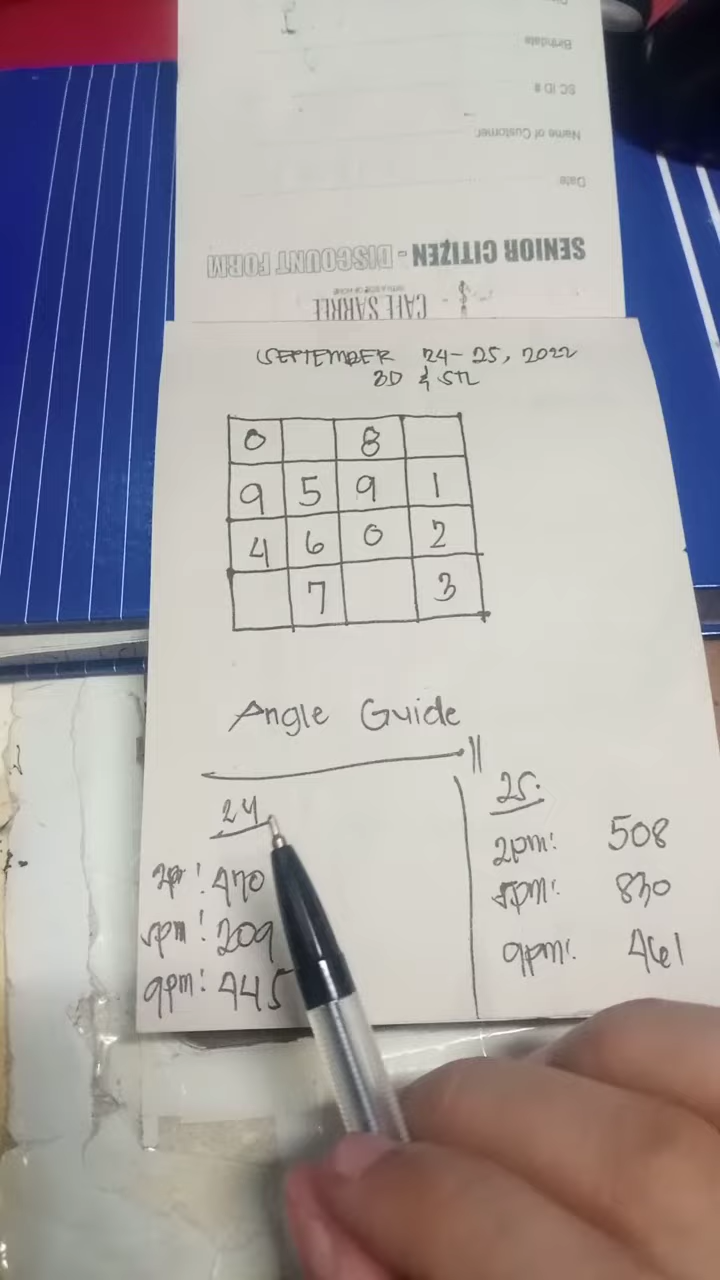 Birthdate
SC ID #
Name of Customer
Date
SENIOR CITIZEN - DISCOUNT FORM
CAFE SARREE
SEPTEMBER 24-25, 2022
3D & STL
0 8
9 5 9 1
4 6 0 2
7 3
Angle Guide
24
2pm: 470
5pm: 209
9pm: 445
25.
2pm: 508
5pm: 830
9pm: 461